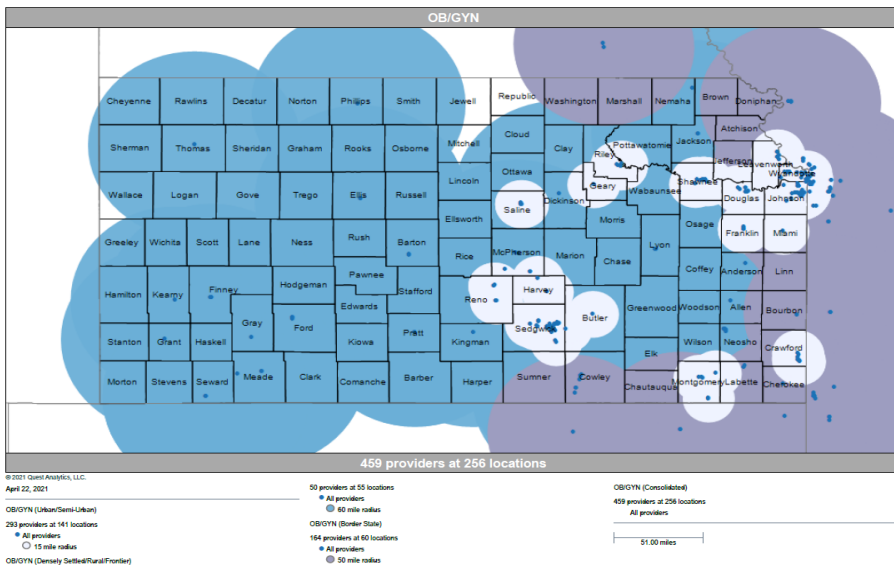 OB/GYN
Cheyenne Rawlins Decatur Norton Phillips Smith Jewell Republic Washington Marshall Nemaha Brown Doniphan
Sherman Thomas Sheridan Graham Rooks Osborne Mitchell Cloud Clay Riley Pottawatomie Jackson Atchison
Jefferson Leavenworth
Wallace Logan Gove Trego Ellis Russell Lincoln Ottawa Dickinson Geary Wabaunsee Shawnee Wyandotte
Saline Douglas Johnson
Greeley Wichita Scott Lane Ness Rush Barton Ellsworth Morris Osage Franklin Miami
Rice McPherson Marion Chase Lyon
Hamilton Kearny Finney Hodgeman Pawnee Stafford Reno Harvey Coffey Anderson Linn
Edwards
Gray Ford Sedgwick Butler Greenwood Woodson Allen Bourbon
Stanton Grant Haskell Kiowa Pratt Kingman Elk Wilson Neosho Crawford
Morton Stevens Seward Meade Clark Comanche Barber Harper Sumner Cowley Chautauqua Montgomery Labette Cherokee
459 providers at 256 locations
© 2021 Quest Analytics, LLC.
April 22, 2021
OB/GYN (Urban/Semi-Urban)
293 providers at 141 locations
All providers
15 mile radius
OB/GYN (Densely Settled/Rural/Frontier)
50 providers at 55 locations
All providers
60 mile radius
OB/GYN (Border State)
164 providers at 60 locations
All providers
50 mile radius
OB/GYN (Consolidated)
459 providers at 256 locations
All providers
51.00 miles